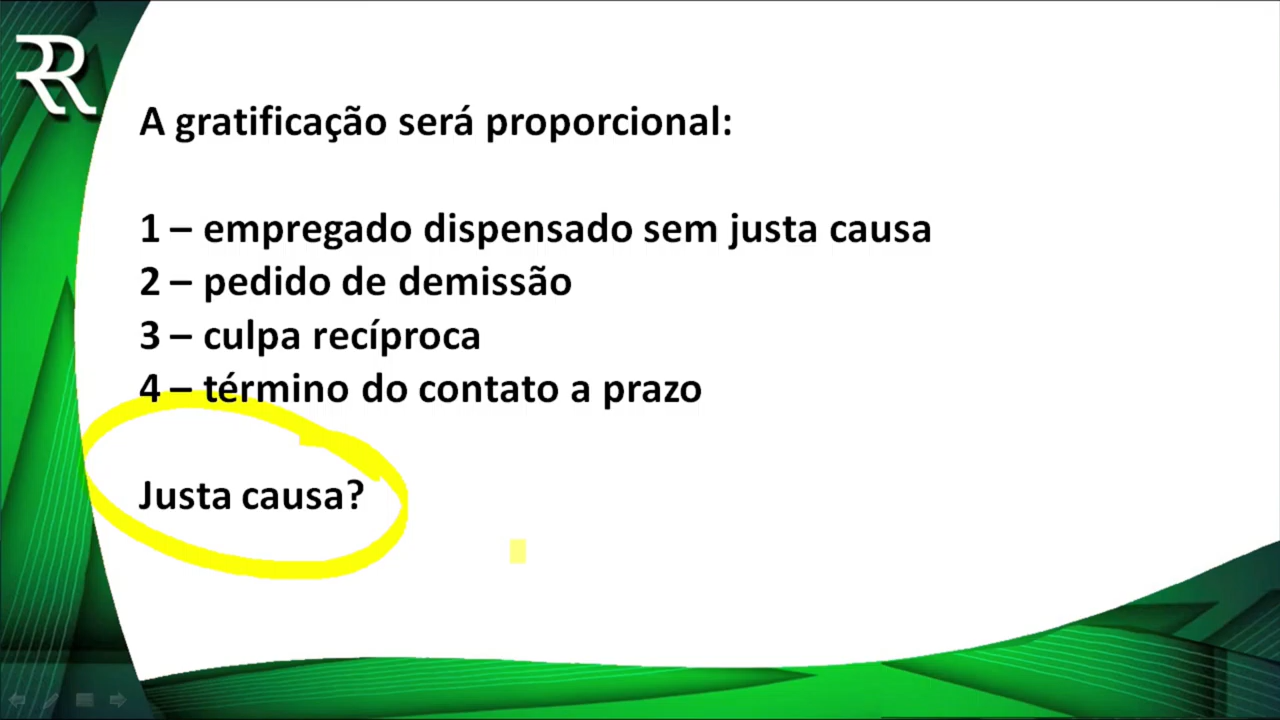 RR
A gratificação será proporcional:
1 – empregado dispensado sem justa causa
2 – pedido de demissão
3 – culpa recíproca
4 – término do contato a prazo
Justa causa?